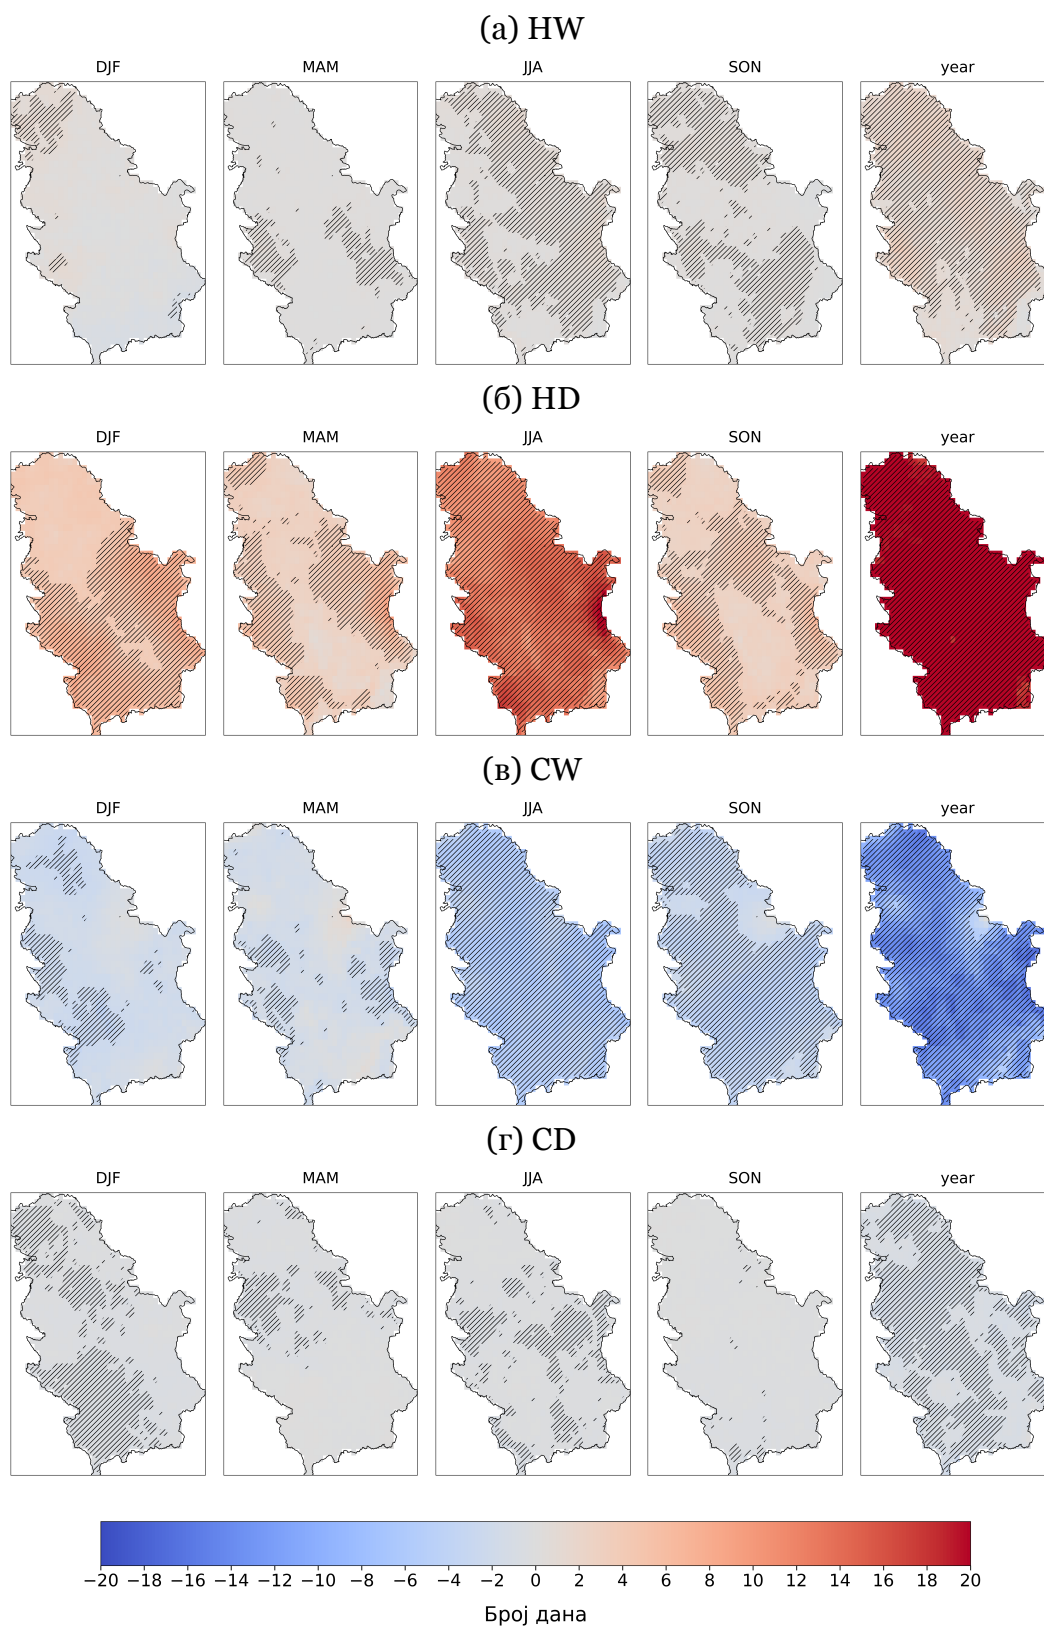 (а) HW
DJF MAM JJA SON year
(б) HD
DJF MAM JJA SON year
(в) CW
DJF MAM JJA SON year
(г) CD
DJF MAM JJA SON year
−20 −18 −16 −14 −12 −10 −8 −6 −4 −2 0 2 4 6 8 10 12 14 16 18 20
Број дана